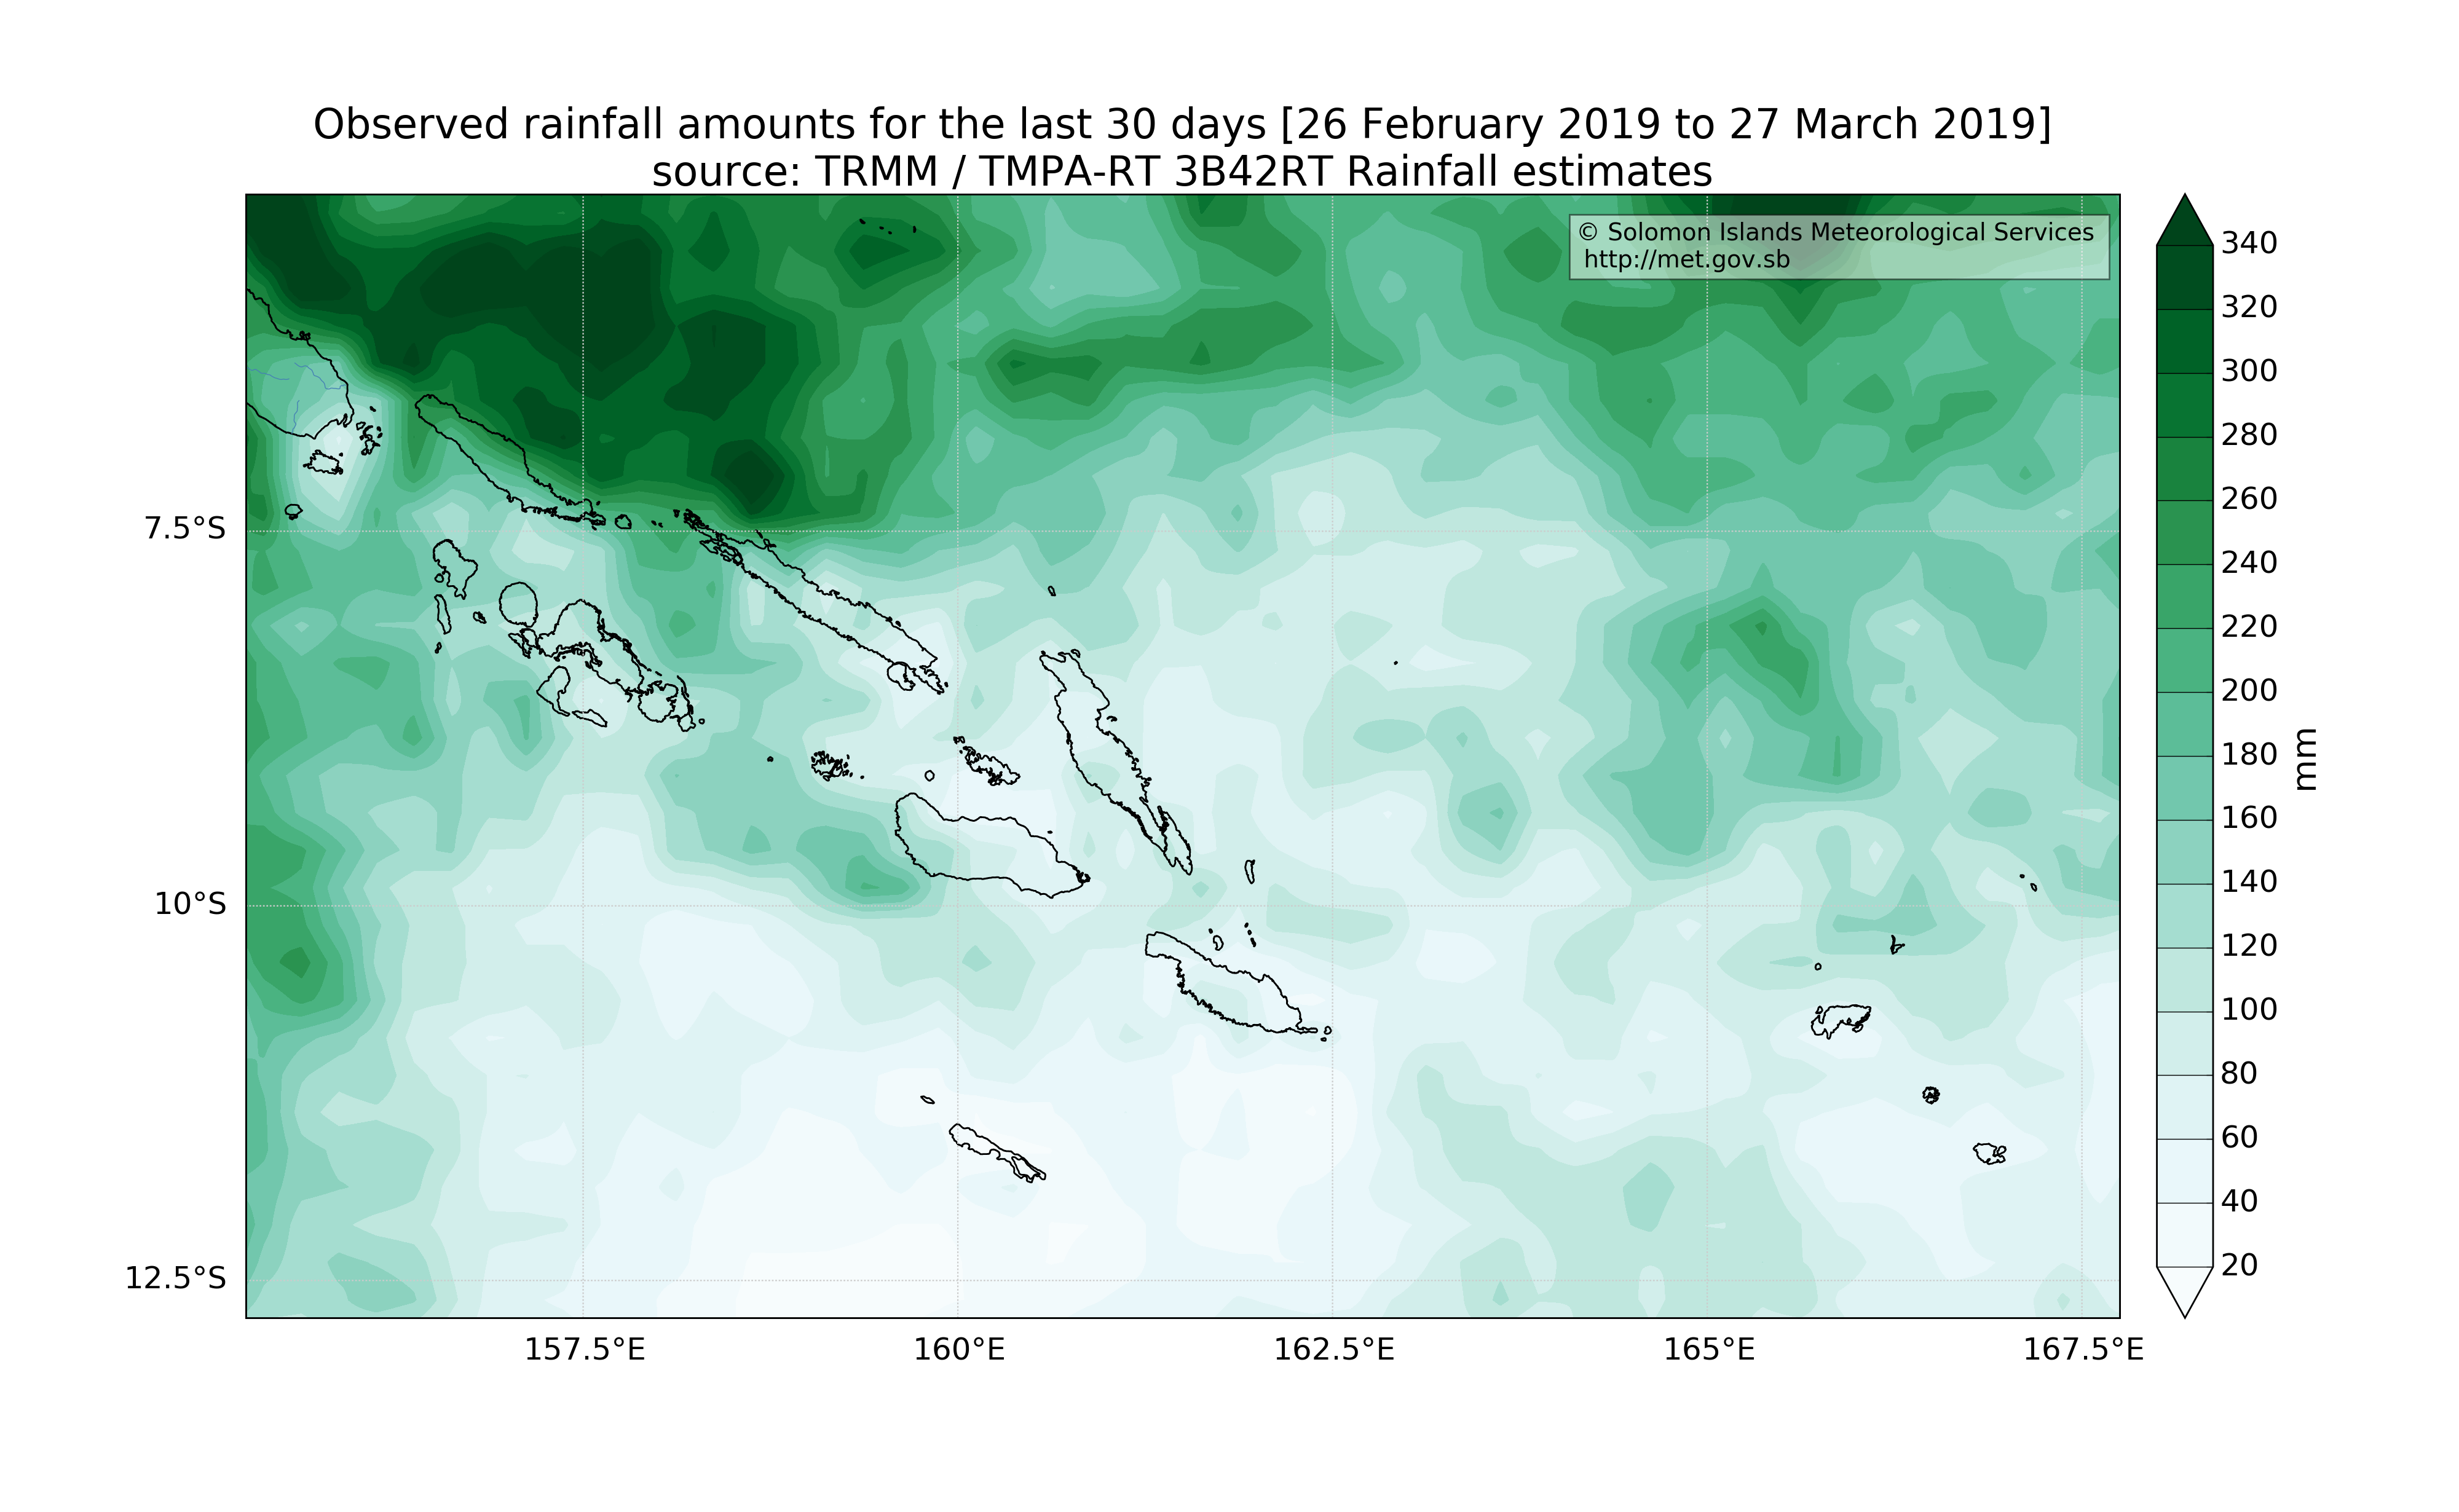 Observed rainfall amounts for the last 30 days [26 February 2019 to 27 March 2019]
source: TRMM / TMPA-RT 3B42RT Rainfall estimates
© Solomon Islands Meteorological Services
http://met.gov.sb
340
320
300
280
260
240
220
200
180
160
140
120
100
80
60
40
20
mm
7.5°S
10°S
12.5°S
157.5°E
160°E
162.5°E
165°E
167.5°E